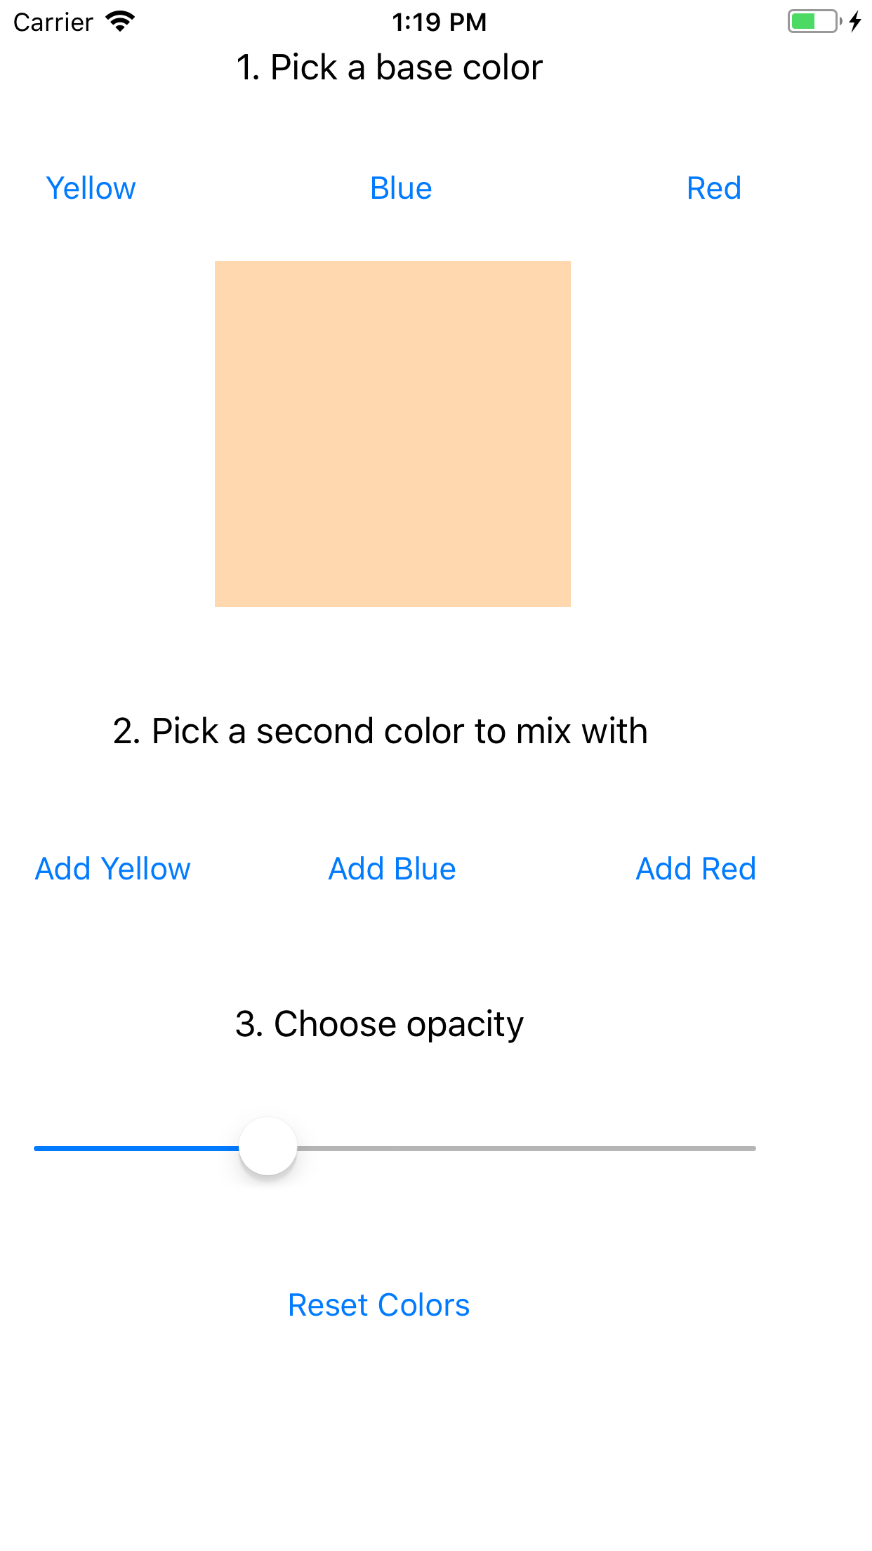 Carrier 1:19 PM
1. Pick a base color
Yellow Blue Red
2. Pick a second color to mix with
Add Yellow Add Blue Add Red
3. Choose opacity
Reset Colors